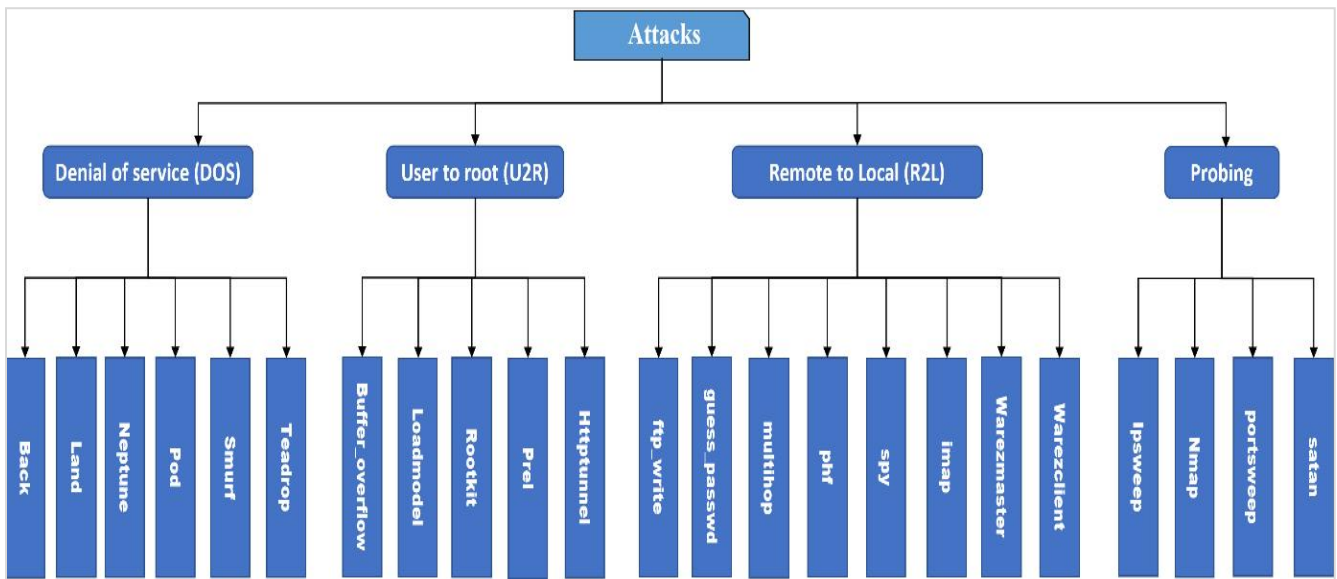 Attacks
Denial of service (DOS)
User to root (U2R)
Remote to Local (R2L)
Probing
Back
Land
Neptune
Pod
Smurf
Teadrop
Buffer_overflow
Loadmodel
Rootkit
Prel
Httptunnel
ftp_write
guess_passwd
multihop
phf
spy
imap
Warezmaster
Warezclient
Ipsweep
Nmap
portsweep
satan